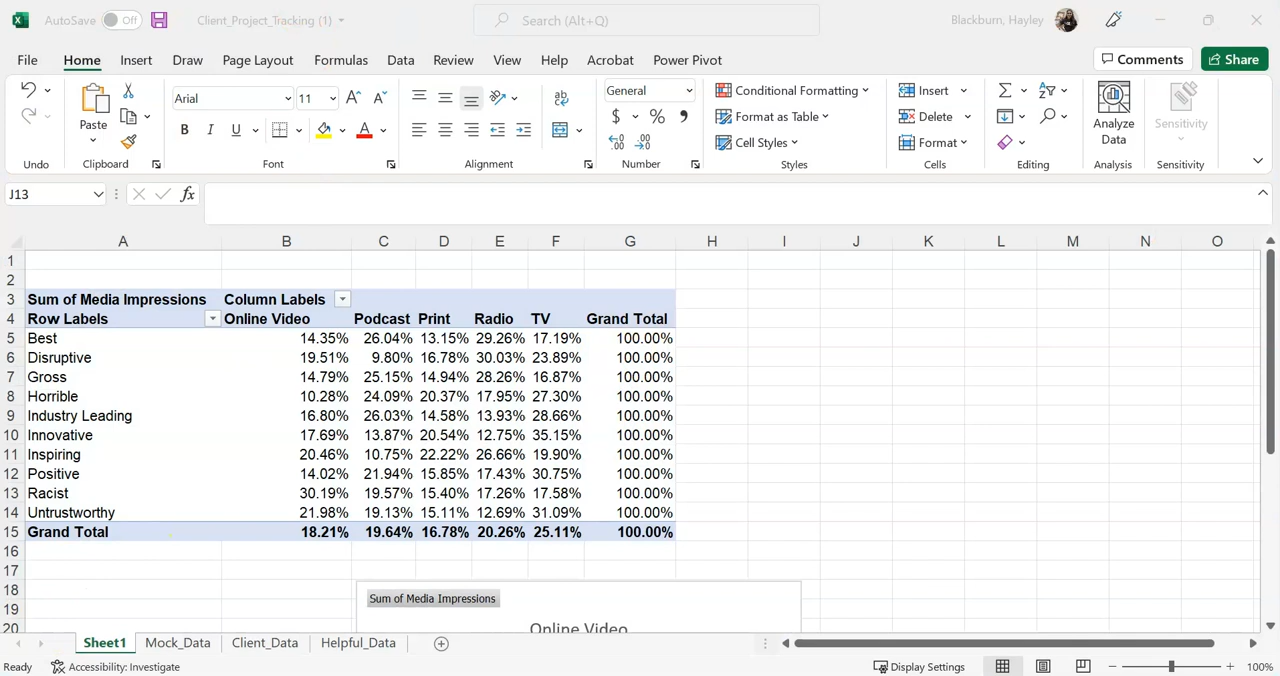 AutoSave Off Client_Project_Tracking (1) Search (Alt+Q) Blackburn, Hayley
File Home Insert Draw Page Layout Formulas Data Review View Help Acrobat Power Pivot Comments Share
Arial 11 General Conditional Formatting Insert
Paste B I U Format as Table Delete Analyze Data Sensitivity
Cell Styles Format
Undo Clipboard Font Alignment Number Styles Cells Editing Analysis Sensitivity
J13 fx
A B C D E F G H I J K L M N O
1
2
3 Sum of Media Impressions Column Labels
4 Row Labels Online Video Podcast Print Radio TV Grand Total
5 Best 14.35% 26.04% 13.15% 29.26% 17.19% 100.00%
6 Disruptive 19.51% 9.80% 16.78% 30.03% 23.89% 100.00%
7 Gross 14.79% 25.15% 14.94% 28.26% 16.87% 100.00%
8 Horrible 10.28% 24.09% 20.37% 17.95% 27.30% 100.00%
9 Industry Leading 16.80% 26.03% 14.58% 13.93% 28.66% 100.00%
10 Innovative 17.69% 13.87% 20.54% 12.75% 35.15% 100.00%
11 Inspiring 20.46% 10.75% 22.22% 26.66% 19.90% 100.00%
12 Positive 14.02% 21.94% 15.85% 17.43% 30.75% 100.00%
13 Racist 30.19% 19.57% 15.40% 17.26% 17.58% 100.00%
14 Untrustworthy 21.98% 19.13% 15.11% 12.69% 31.09% 100.00%
15 Grand Total 18.21% 19.64% 16.78% 20.26% 25.11% 100.00%
16
17
18 Sum of Media Impressions
19
20 Online Video
Sheet1 Mock_Data Client_Data Helpful_Data
Ready Accessibility: Investigate Display Settings 100%